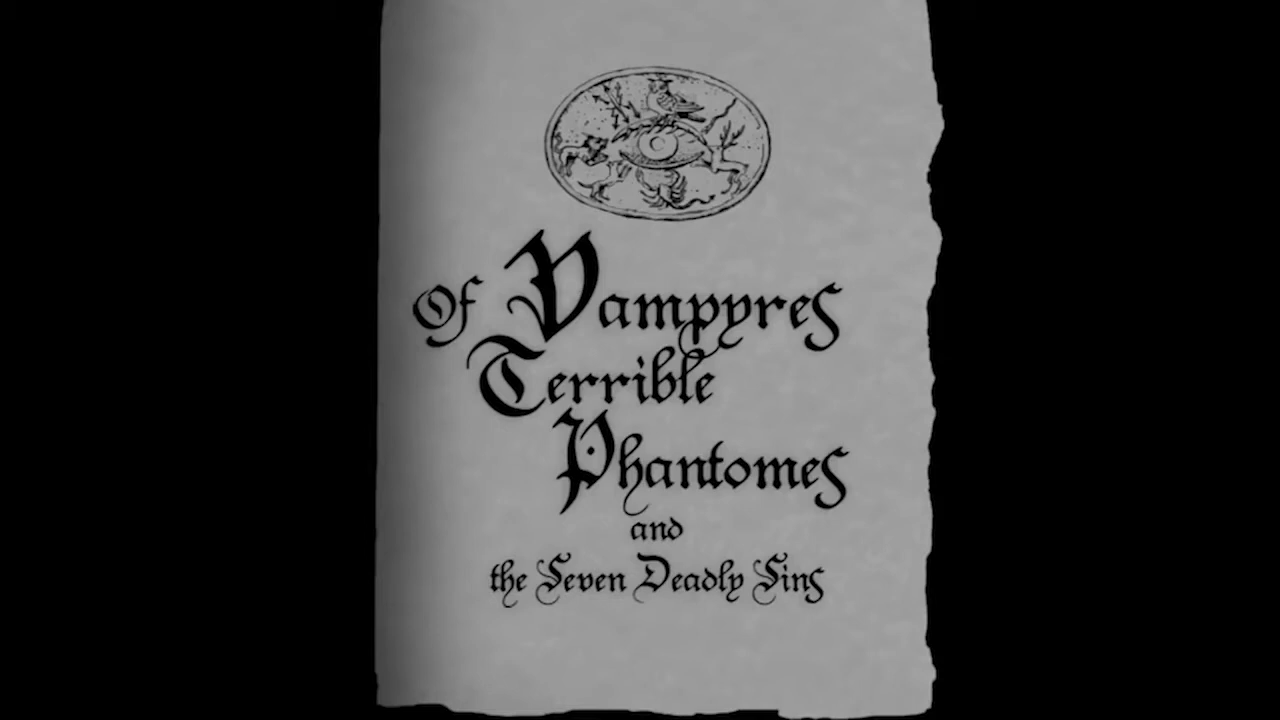 Of Vampyres
Terrible
Phantomes
and
the Seven Deadly Sins